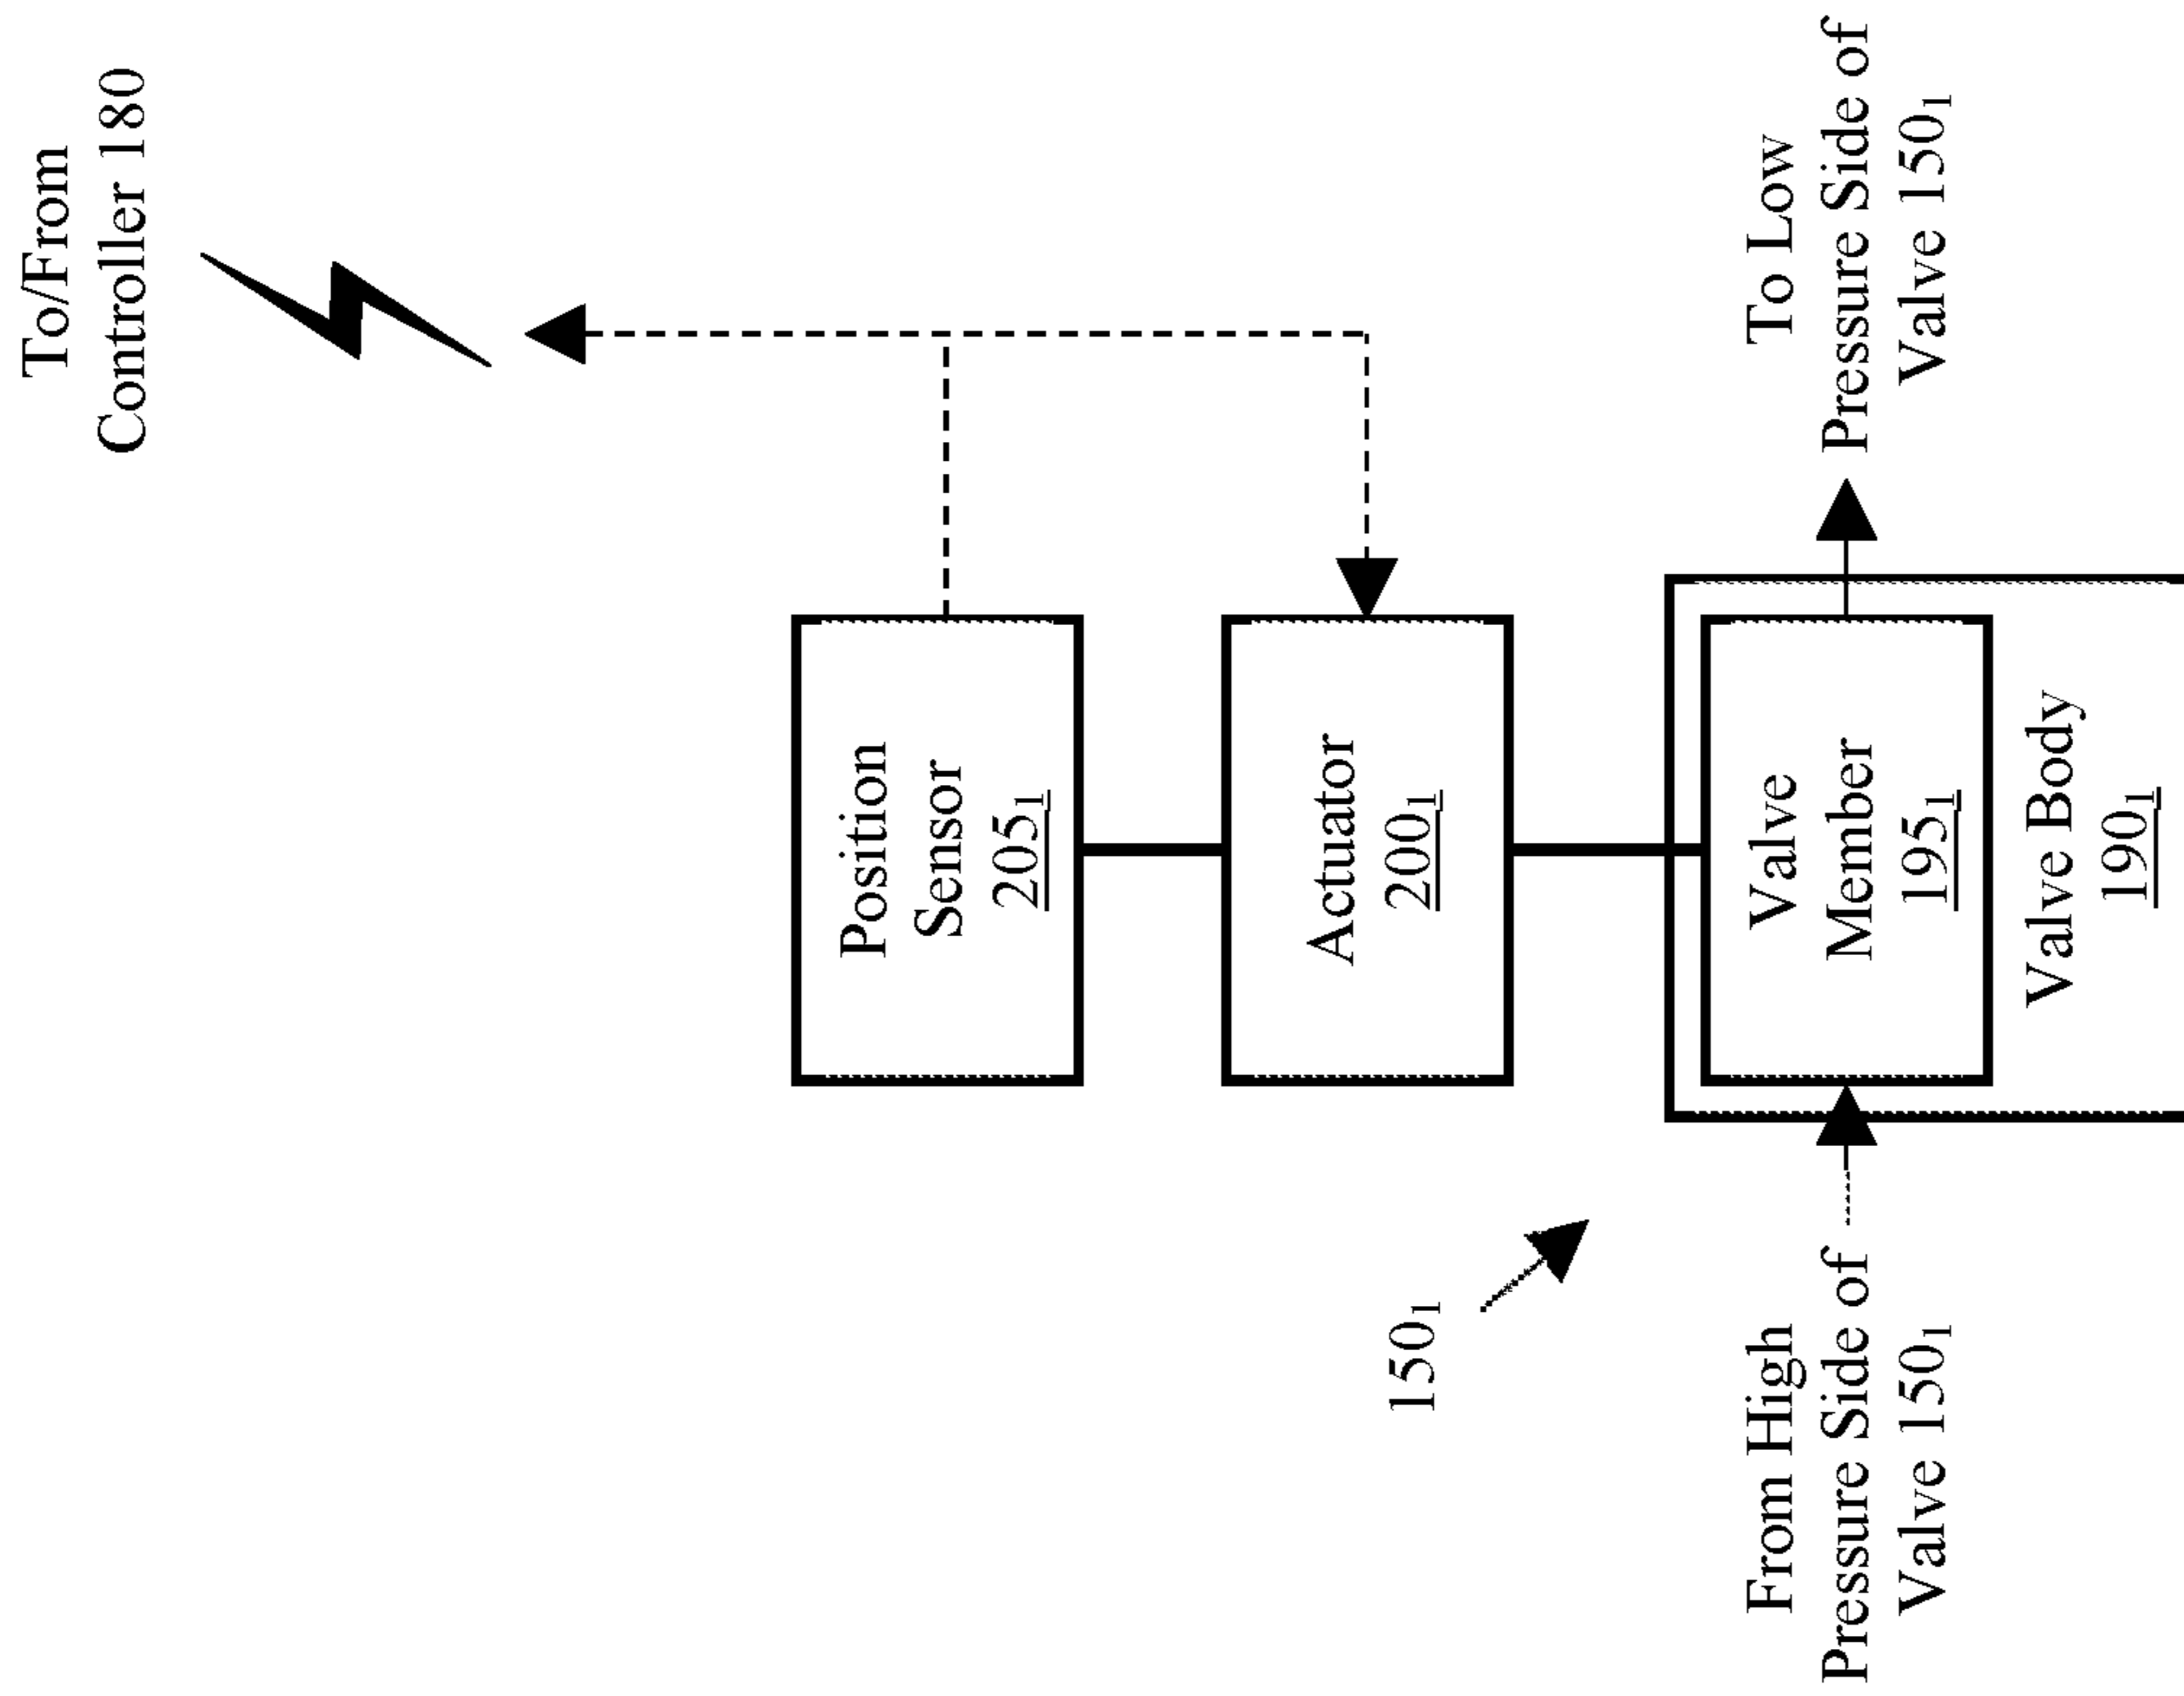 To/From
Controller 180
Position
Sensor
205₁
Actuator
200₁
150₁
From High
Pressure Side of
Valve 150₁
Valve
Member
195₁
Valve Body
190₁
To Low
Pressure Side of
Valve 150₁